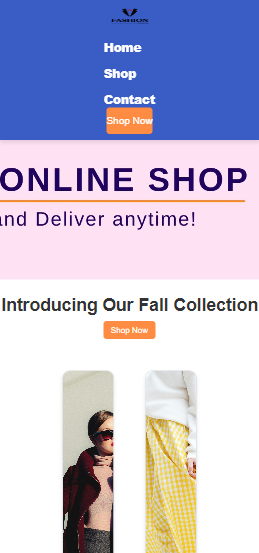 FASHION
Home
Shop
Contact
Shop Now
ONLINE SHOP
and Deliver anytime!
Introducing Our Fall Collection
Shop Now